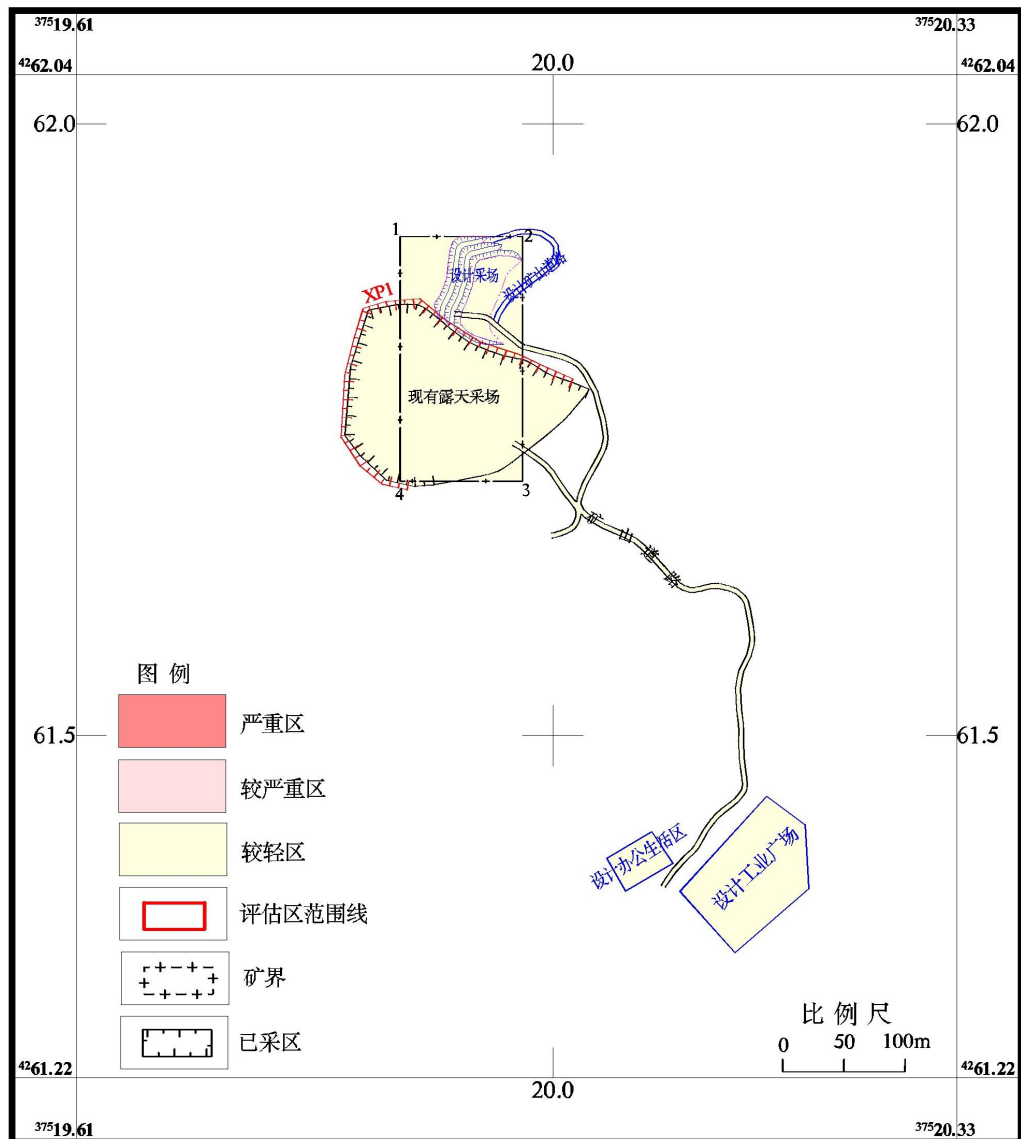 ³⁷⁵19.61 ³⁷⁵20.33
⁴²62.04 20.0 ⁴²62.04
62.0 62.0
1 2
设计采场
设计矿山道路
XP1
现有露天采场
4 3
矿山道路
图 例
严重区
61.5 61.5
较严重区
较轻区
设计办公生活区
设计工业广场
评估区范围线
矿界
已采区
比 例 尺
0 50 100m
⁴²61.22 20.0 ⁴²61.22
³⁷⁵19.61 ³⁷⁵20.33